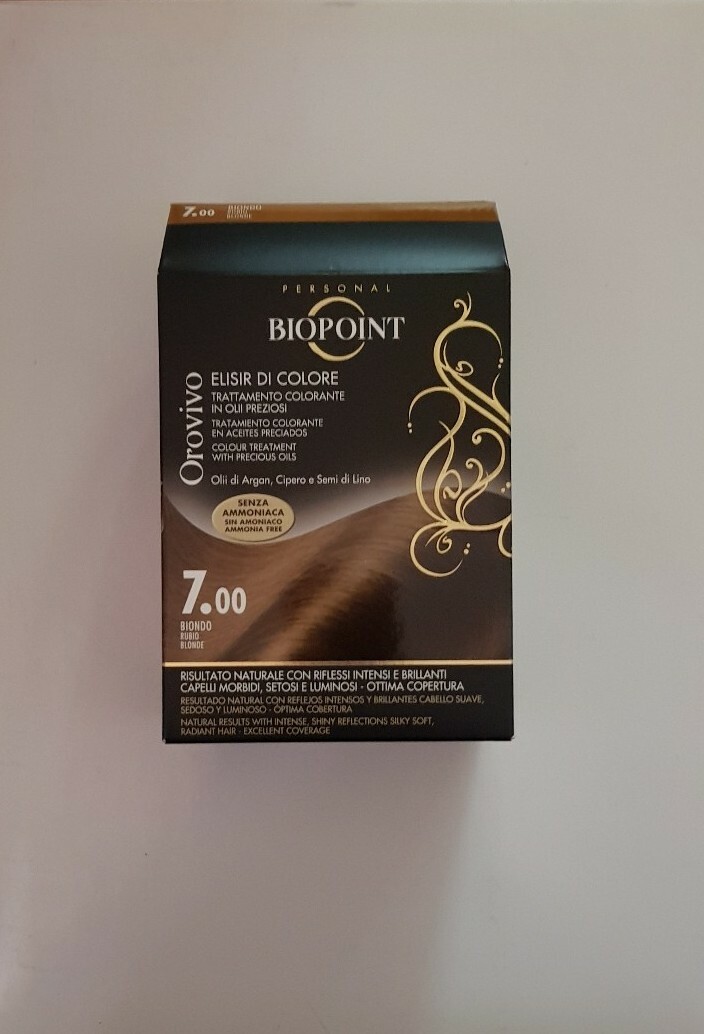 7.00 BIONDO
RUBIO
BLONDE
PERSONAL
BIOPOINT
Orovivo
ELISIR DI COLORE
TRATTAMENTO COLORANTE
IN OLII PREZIOSI
TRATAMIENTO COLORANTE
EN ACEITES PRECIADOS
COLOUR TREATMENT
WITH PRECIOUS OILS
Olii di Argan, Cipero e Semi di Lino
SENZA
AMMONIACA
SIN AMONIACO
AMMONIA FREE
7.00
BIONDO
RUBIO
BLONDE
RISULTATO NATURALE CON RIFLESSI INTENSI E BRILLANTI
CAPELLI MORBIDI, SETOSI E LUMINOSI - OTTIMA COPERTURA
RESULTADO NATURAL CON REFLEJOS INTENSOS Y BRILLANTES CABELLO SUAVE,
SEDOSO Y LUMINOSO - ÓPTIMA COBERTURA
NATURAL RESULTS WITH INTENSE, SHINY REFLECTIONS SILKY SOFT,
RADIANT HAIR - EXCELLENT COVERAGE